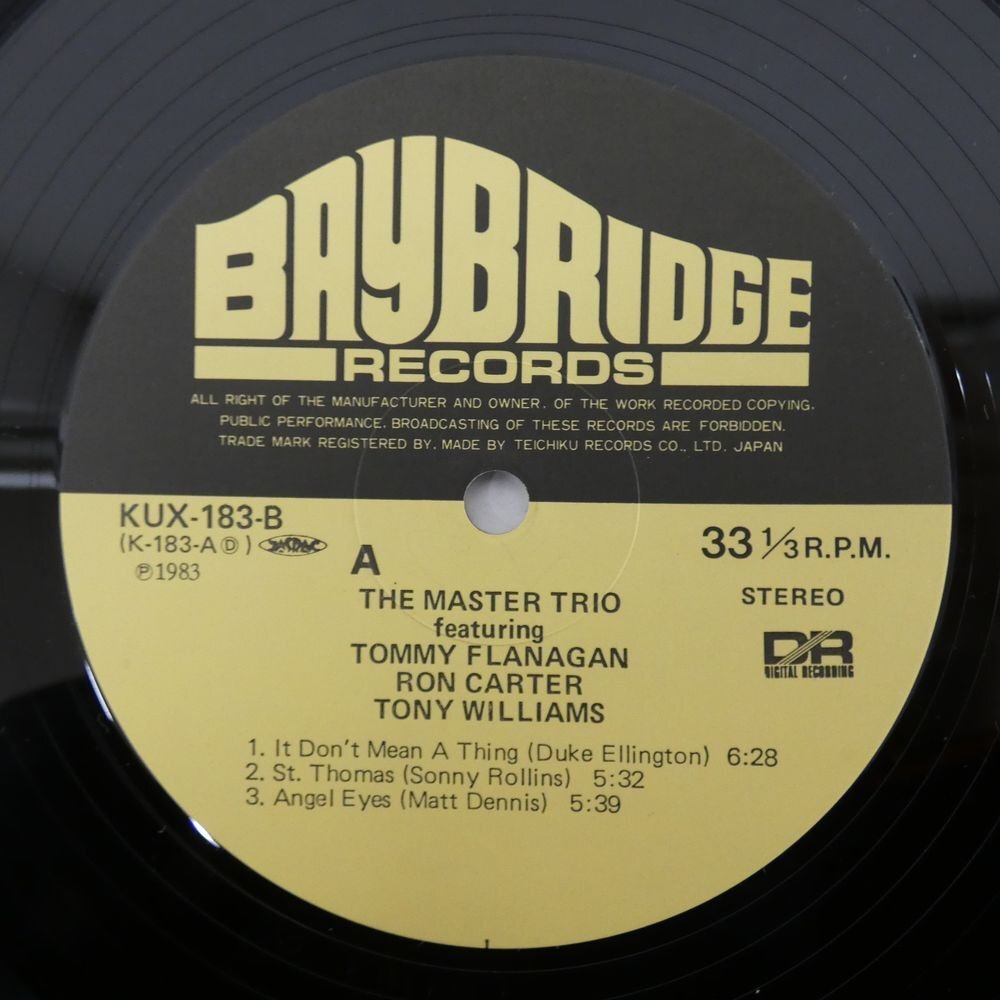 BAYBRIDGE
RECORDS
ALL RIGHT OF THE MANUFACTURER AND OWNER. OF THE WORK RECORDED COPYING.
PUBLIC PERFORMANCE. BROADCASTING OF THESE RECORDS ARE FORBIDDEN.
TRADE MARK REGISTERED BY. MADE BY TEICHIKU RECORDS CO., LTD. JAPAN
KUX-183-B
(K-183-A Ⓓ) JASRAC
℗1983
A
33 1/3 R.P.M.
STEREO
DR
DIGITAL RECORDING
THE MASTER TRIO
featuring
TOMMY FLANAGAN
RON CARTER
TONY WILLIAMS
1. It Don't Mean A Thing (Duke Ellington) 6:28
2. St. Thomas (Sonny Rollins) 5:32
3. Angel Eyes (Matt Dennis) 5:39